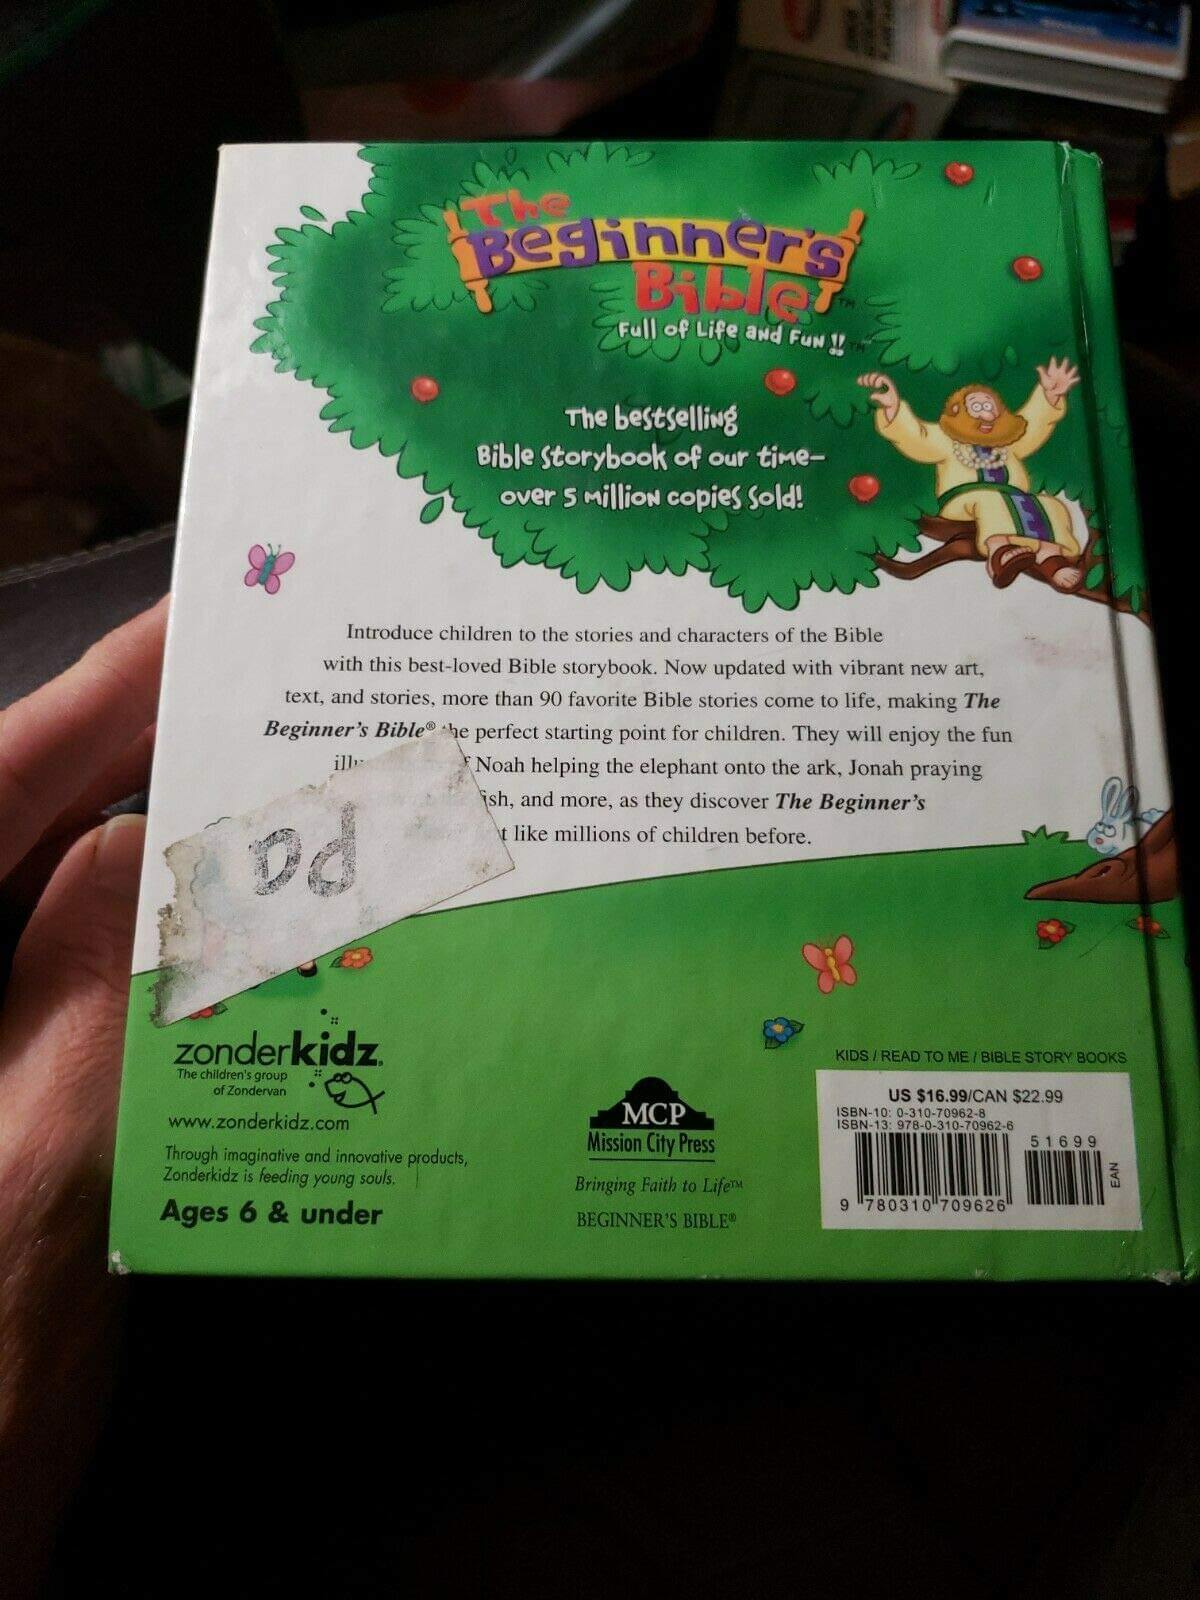 The
Beginner's
Bible™
Full of Life and Fun!!™
The bestselling
Bible Storybook of our time–
over 5 million copies sold!
Introduce children to the stories and characters of the Bible
with this best-loved Bible storybook. Now updated with vibrant new art,
text, and stories, more than 90 favorite Bible stories come to life, making The
Beginner's Bible® the perfect starting point for children. They will enjoy the fun
Noah helping the elephant onto the ark, Jonah praying
and more, as they discover The Beginner's
like millions of children before.
Dd
zonderkidz®
The children's group
of Zondervan
www.zonderkidz.com
Through imaginative and innovative products,
Zonderkidz is feeding young souls.
Ages 6 & under
MCP
Mission City Press
Bringing Faith to Life™
BEGINNER'S BIBLE®
KIDS / READ TO ME / BIBLE STORY BOOKS
US $16.99/CAN $22.99
ISBN-10: 0-310-70962-8
ISBN-13: 978-0-310-70962-6
51699
EAN
9 780310 709626